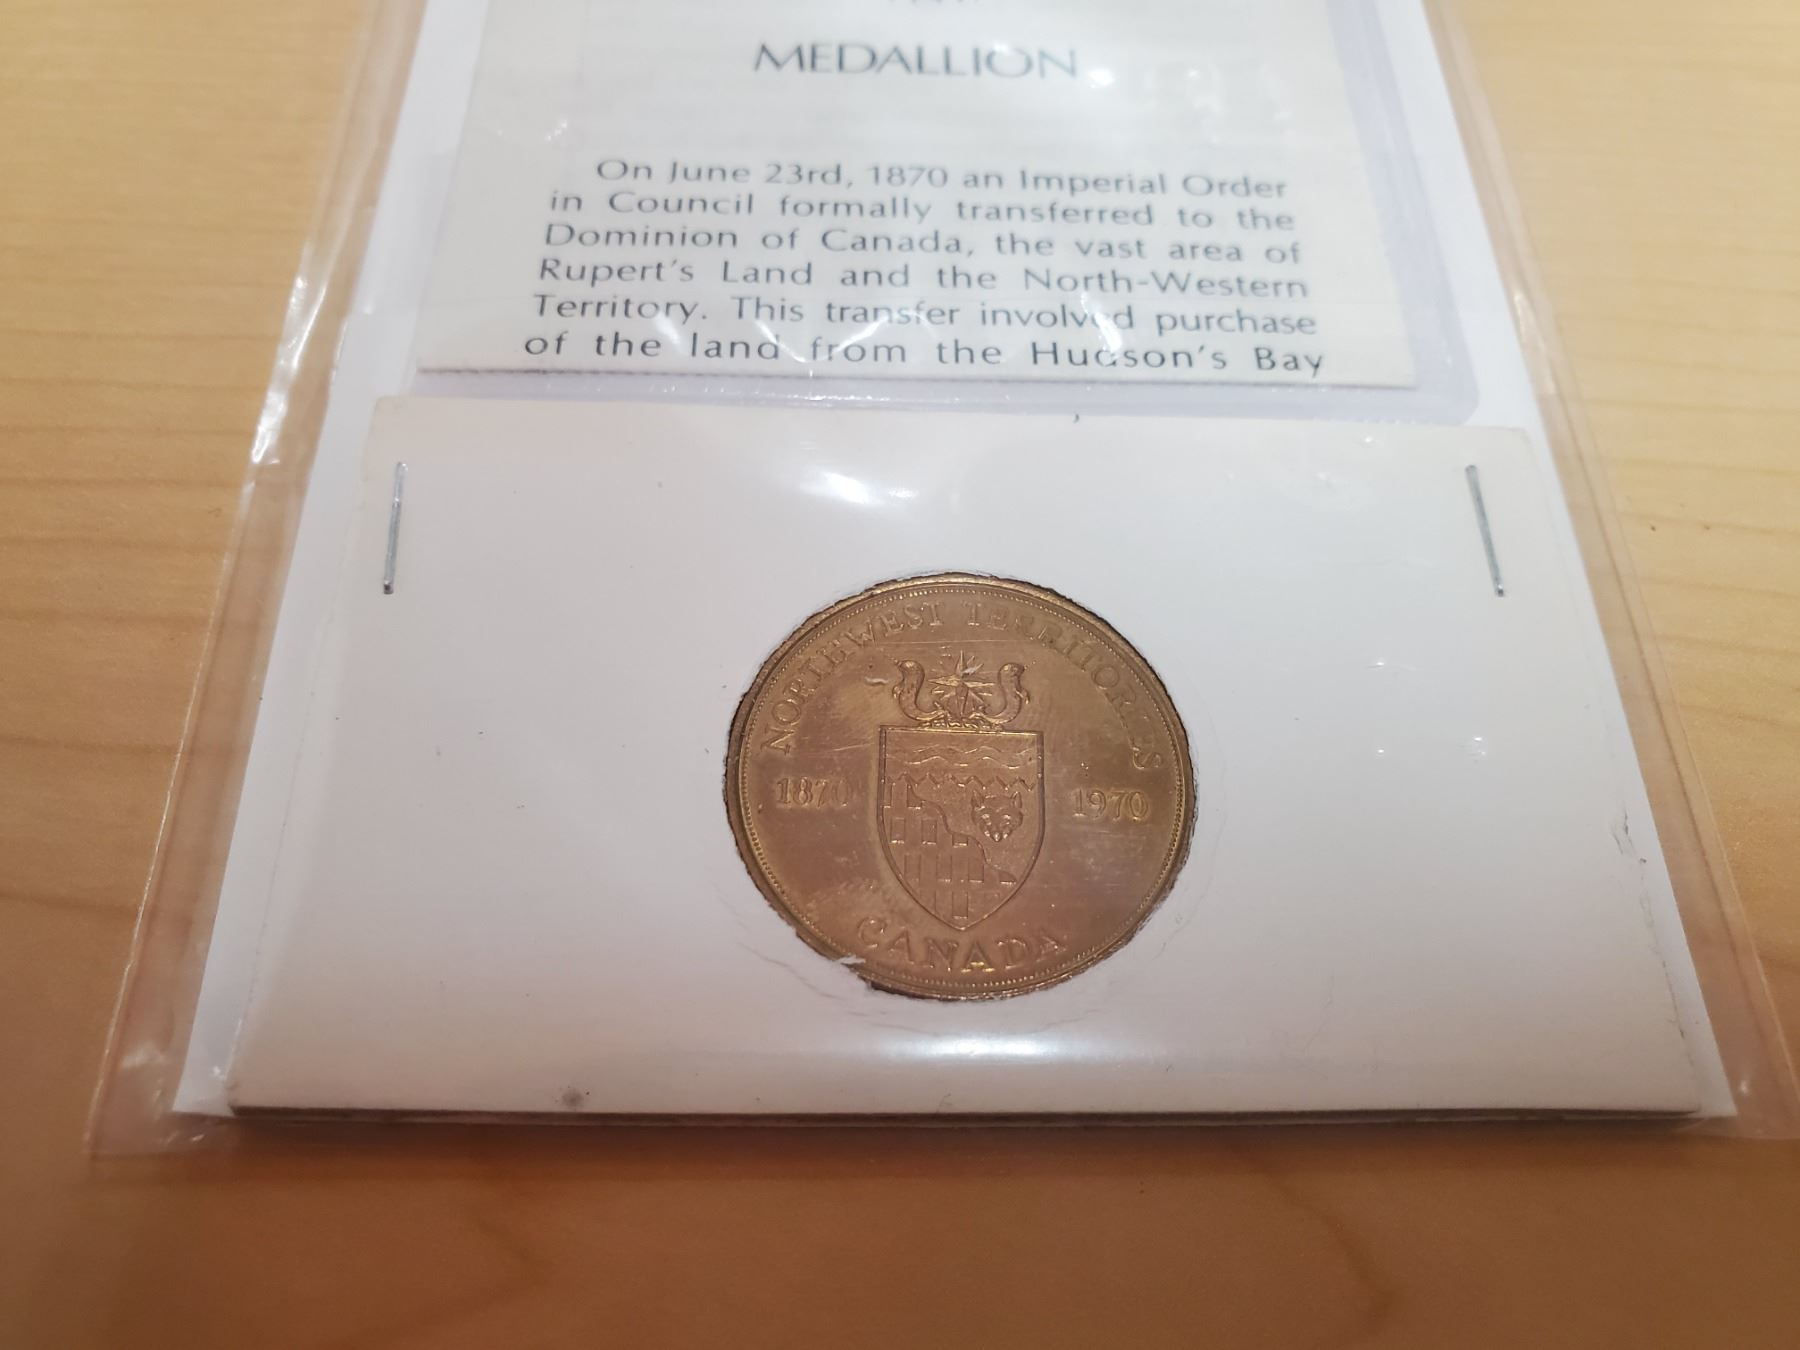 MEDALLION
On June 23rd, 1870 an Imperial Order
in Council formally transferred to the
Dominion of Canada, the vast area of
Rupert's Land and the North-Western
Territory. This transfer involved purchase
of the land from the Hudson's Bay
NORTHWEST TERRITORIES
1870 1970
CANADA